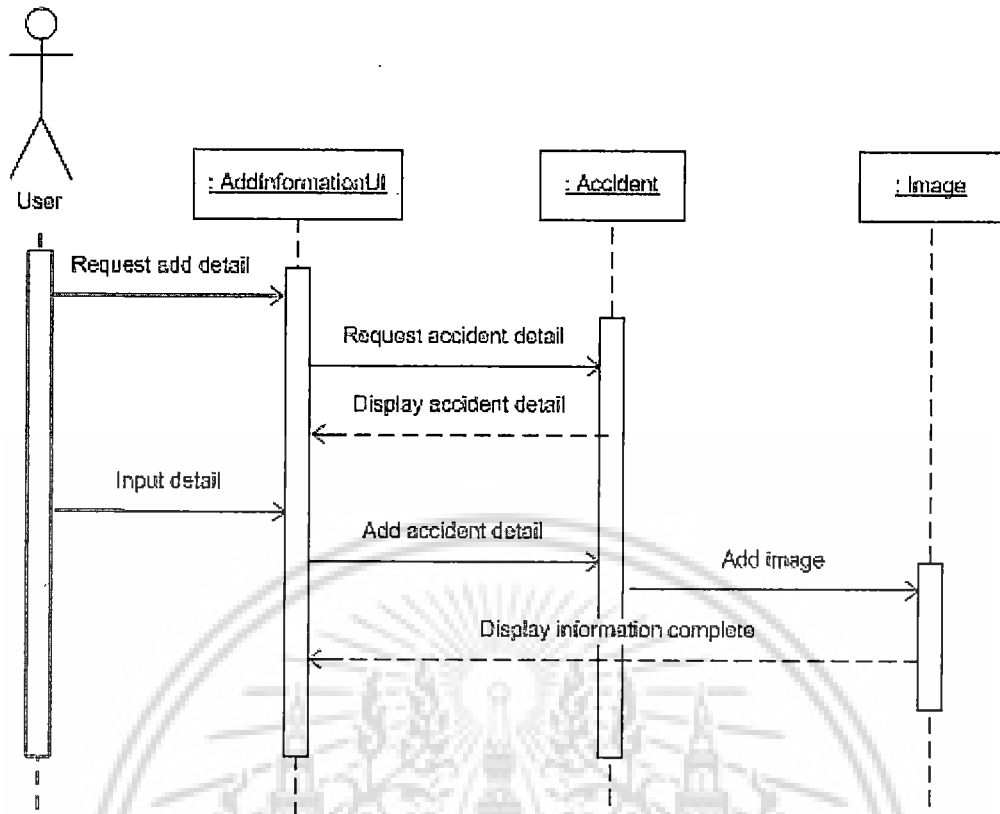 User
: AddInformationUI
: Accident
: Image
Request add detail
Request accident detail
Display accident detail
Input detail
Add accident detail
Add image
Display information complete